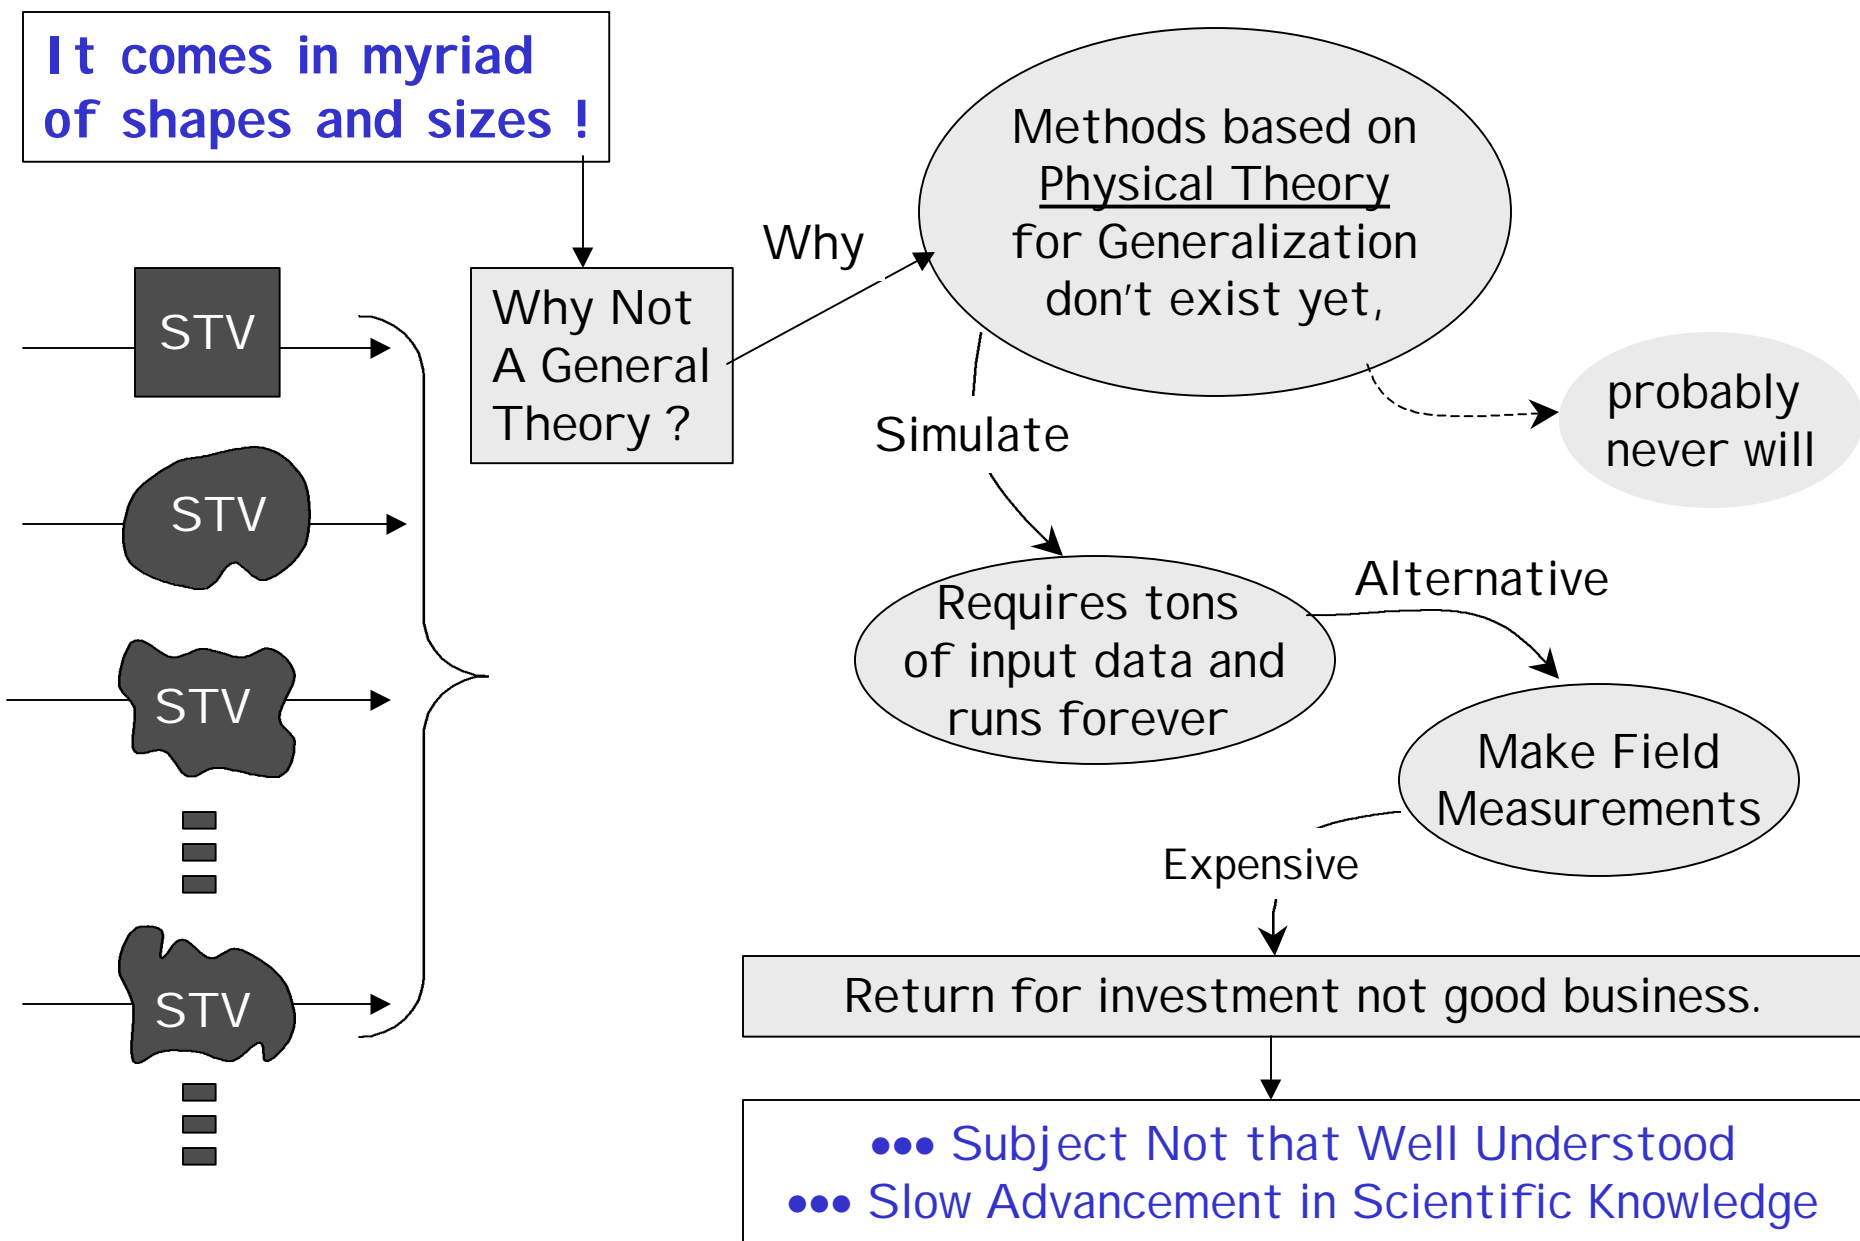 It comes in myriad
of shapes and sizes !
STV
STV
STV
STV
Why Not
A General
Theory ?
Why
Methods based on
Physical Theory
for Generalization
don't exist yet,
probably
never will
Simulate
Requires tons
of input data and
runs forever
Alternative
Make Field
Measurements
Expensive
Return for investment not good business.
••• Subject Not that Well Understood
••• Slow Advancement in Scientific Knowledge